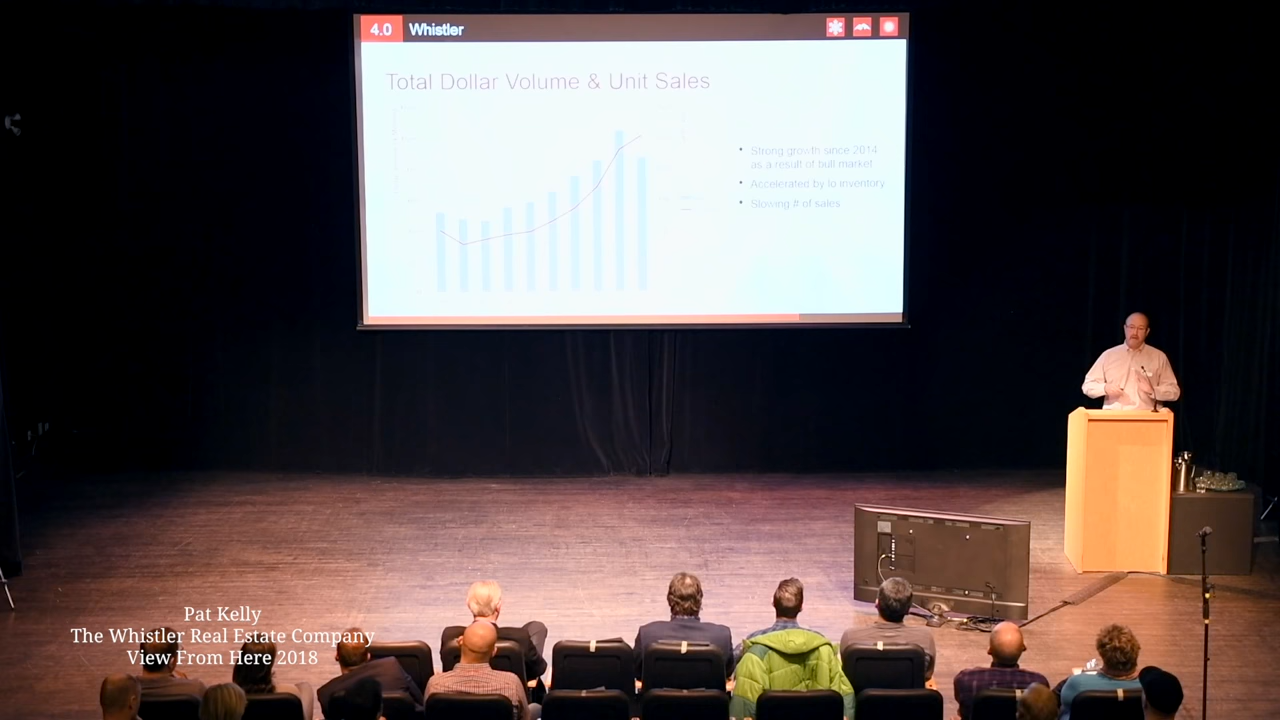 4.0 Whistler
Total Dollar Volume & Unit Sales
• Strong growth since 2014
as a result of bull market
• Accelerated by lo inventory
• Slowing # of sales
Pat Kelly
The Whistler Real Estate Company
View From Here 2018